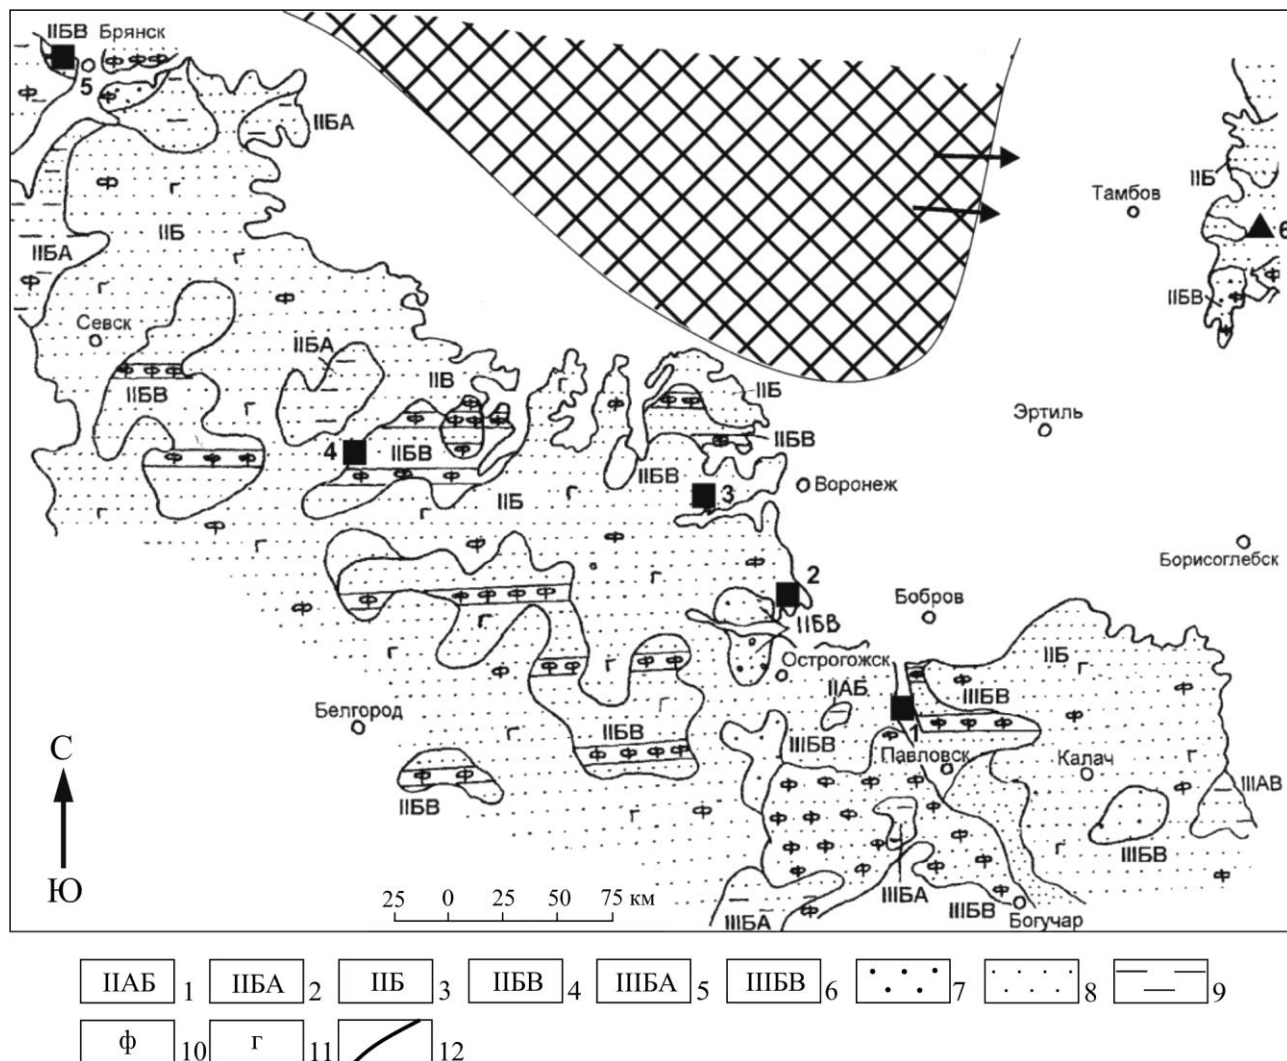 IIБВ Брянск
5
IIБА
IIБ
Тамбов
г
IIБ
г
6
IIБА
г
IIБВ
Севск
IIБА
IIВ
IIБ
г
IIБВ
г
Эртиль
IIБВ
4
IIБВ
IIБВ
IIБ
г
3
Воронеж
г
г
г
Борисоглебск
2
Бобров
г
IIБВ
г
г
Острогожск
IIБ
г
IIАБ
IIIБВ
Белгород
г
г
IIБВ
IIIБВ
1
С
Павловск
Калач
г
IIБВ
IIIАВ
г
г
IIIБВ
Ю
25 0 50 75 км
IIIБА
IIIБА
IIIБВ
Богучар
IIАБ 1 IIБА 2 IIБ 3 IIБВ 4 IIIБА 5 IIIБВ 6 7 8 9
ф 10 г 11 12